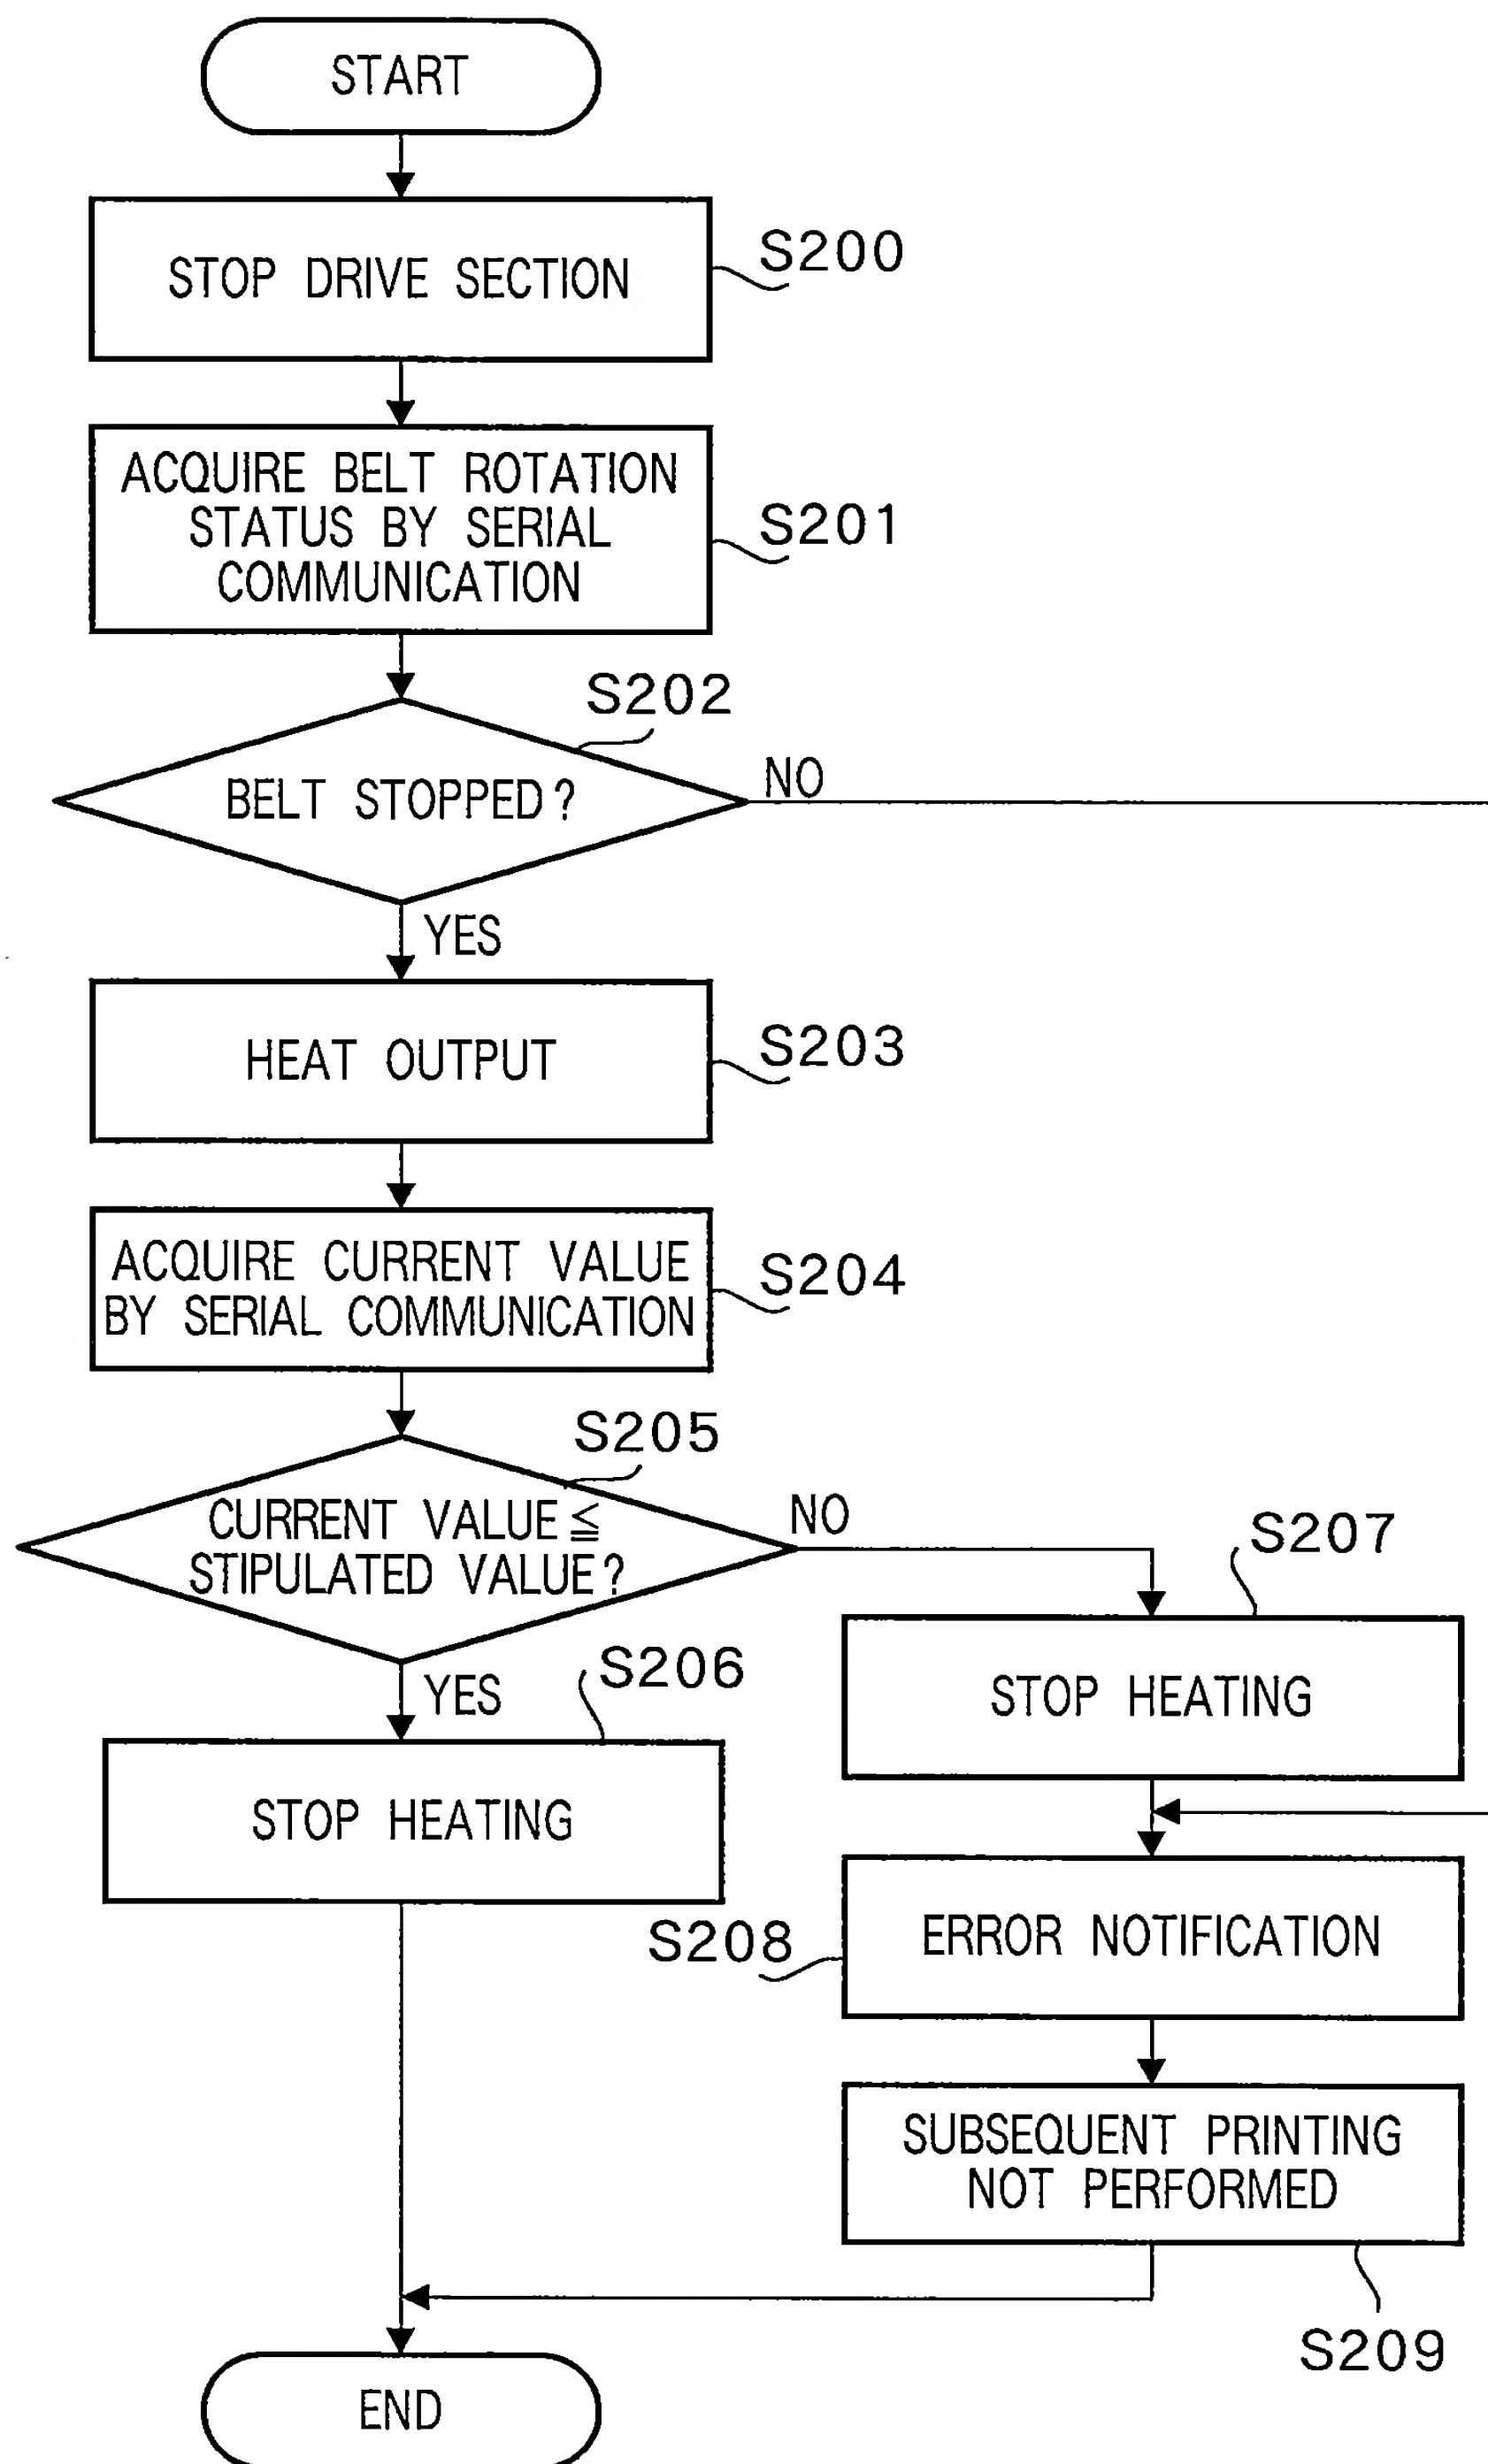 START
STOP DRIVE SECTION
S200
ACQUIRE BELT ROTATION
STATUS BY SERIAL
COMMUNICATION
S201
S202
BELT STOPPED?
NO
YES
HEAT OUTPUT
S203
ACQUIRE CURRENT VALUE
BY SERIAL COMMUNICATION
S204
S205
CURRENT VALUE≦
STIPULATED VALUE?
NO
YES
S206
STOP HEATING
S207
STOP HEATING
S208
ERROR NOTIFICATION
SUBSEQUENT PRINTING
NOT PERFORMED
S209
END